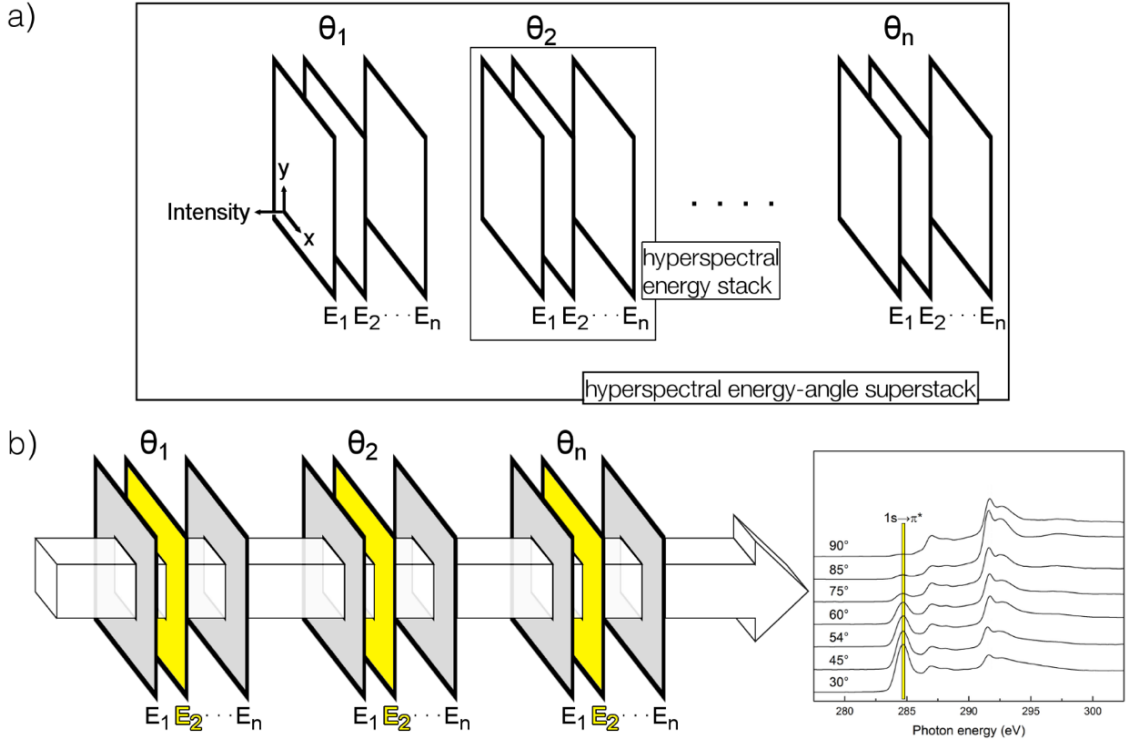 a)
θ1 θ2 θn
y
Intensity
x
. . . .
hyperspectral
energy stack
E1 E2 ··· En E1 E2 ··· En E1 E2 ··· En
hyperspectral energy-angle superstack
b)
θ1 θ2 θn
E1 E2 ··· En E1 E2 ··· En E1 E2 ··· En
1s→π*
90°
85°
75°
60°
54°
45°
30°
280 285 290 295 300
Photon energy (eV)